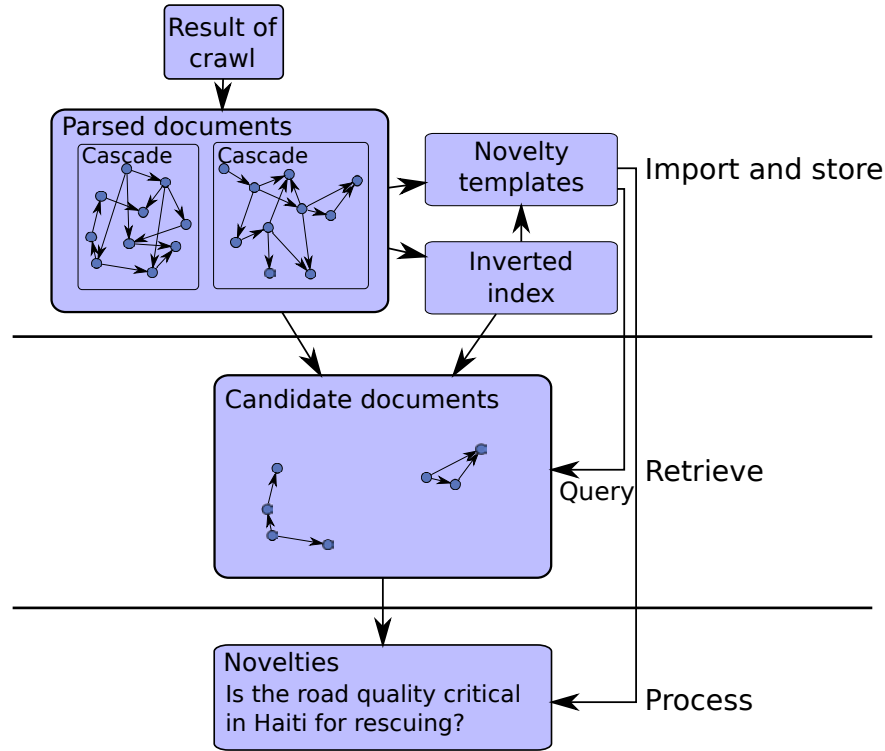 Result of
crawl
Parsed documents
Cascade
Cascade
Novelty
templates
Import and store
Inverted
index
Candidate documents
Query
Retrieve
Novelties
Is the road quality critical
in Haiti for rescuing?
Process